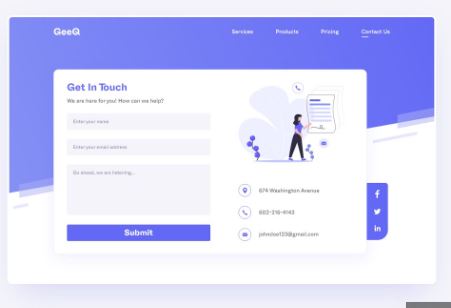 GeeQ
Services Products Pricing Contact Us
Get In Touch
We are here for you! How can we help?
Enter your name
Enter your email address
Go ahead, we are listening...
Submit
674 Washington Avenue
602-216-4142
johndoe123@gmail.com